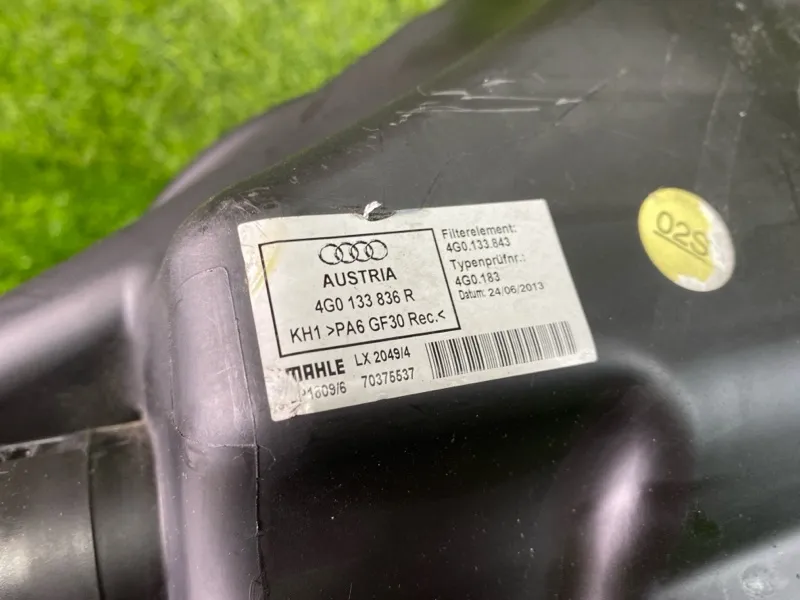 AUSTRIA
4G0 133 836 R
KH1 >PA6 GF30 Rec.<
Filterelement:
4G0.133.843
Typenprüfnr.:
4G0.183
Datum: 24/06/2013
MAHLE LX 2049/4
70375537
02S